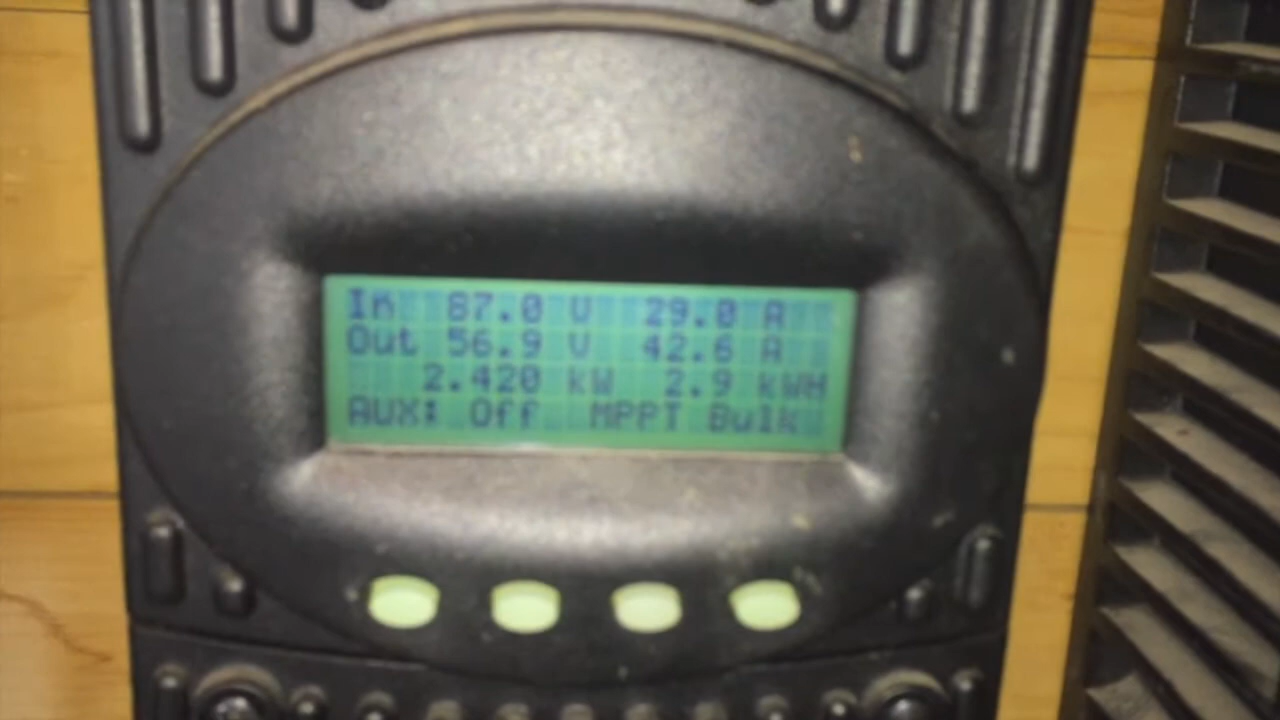 In 87.0 V 29.0 A
Out 56.9 V 42.6 A
2.420 kW 2.9 kWH
AUX: Off MPPT Bulk